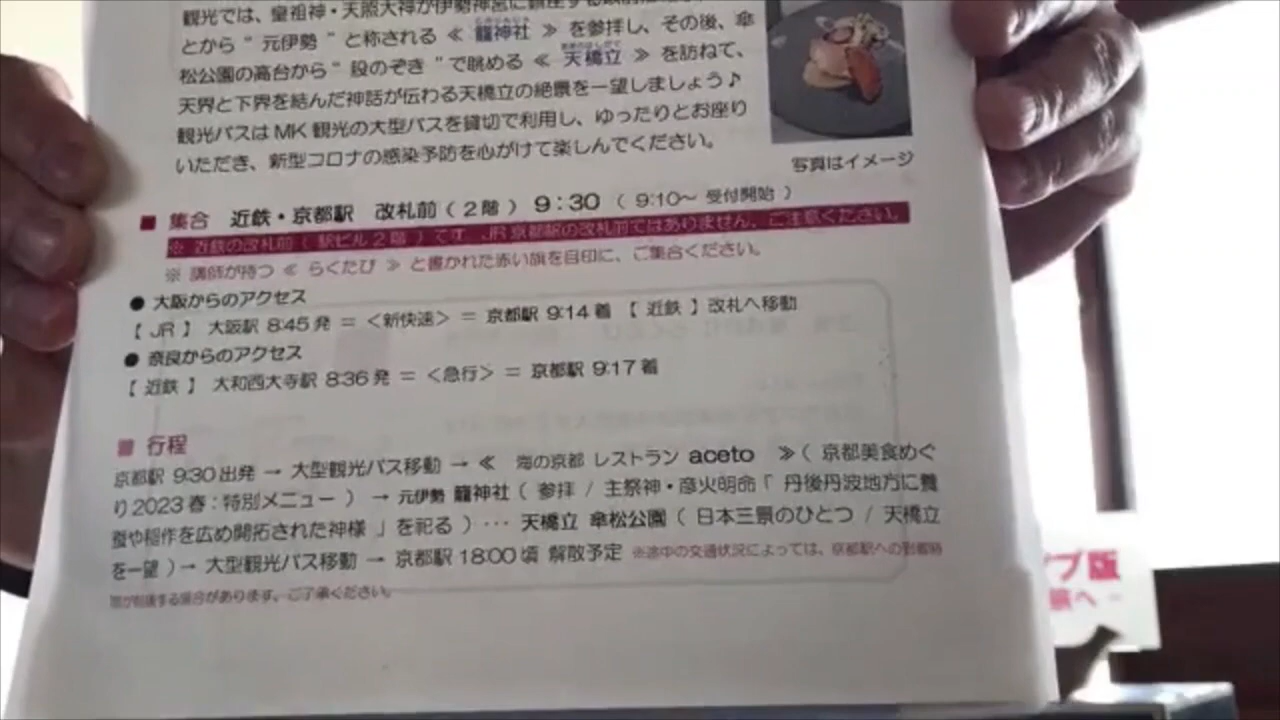 観光では、皇祖神・天照大神が伊勢神宮に鎮座する
とから“ 元伊勢 ”と称される ≪ 籠神社 ≫ を参拝し、その後、傘
松公園の高台から“ 股のぞき ”で眺める ≪ 天橋立 ≫ を訪ねて、
天界と下界を結んだ神話が伝わる天橋立の絶景を一望しましょう♪
観光バスは MK 観光の大型バスを貸切で利用し、ゆったりとお座り
いただき、新型コロナの感染予防を心がけて楽しんでください。
写真はイメージ
■ 集合 近鉄・京都駅 改札前（2階）9:30（ 9:10～ 受付開始 ）
※ 近鉄の改札前（ 駅ビル2階 ）です。JR京都駅の改札前ではありません。ご注意ください。
※ 講師が持つ ≪ らくたび ≫ と書かれた赤い旗を目印に、ご集合ください。
● 大阪からのアクセス
【 JR 】 大阪駅 8:45発 ＝ ＜新快速＞ ＝ 京都駅 9:14着 【 近鉄 】改札へ移動
● 奈良からのアクセス
【 近鉄 】 大和西大寺駅 8:36発 ＝ ＜急行＞ ＝ 京都駅 9:17着
■ 行程
京都駅 9:30出発 → 大型観光バス移動 → ≪ 海の京都 レストラン aceto ≫（ 京都美食めぐ
り2023春：特別メニュー ） → 元伊勢 籠神社（ 参拝 / 主祭神・彦火明命「 丹後丹波地方に養
蚕や稲作を広め開拓された神様 」を祀る ）… 天橋立 傘松公園（ 日本三景のひとつ / 天橋立
を一望 ）→ 大型観光バス移動 → 京都駅18:00頃 解散予定 ※途中の交通状況によっては、京都駅への到着時
間が前後する場合があります。ご了承ください。
プ版
旅へ -